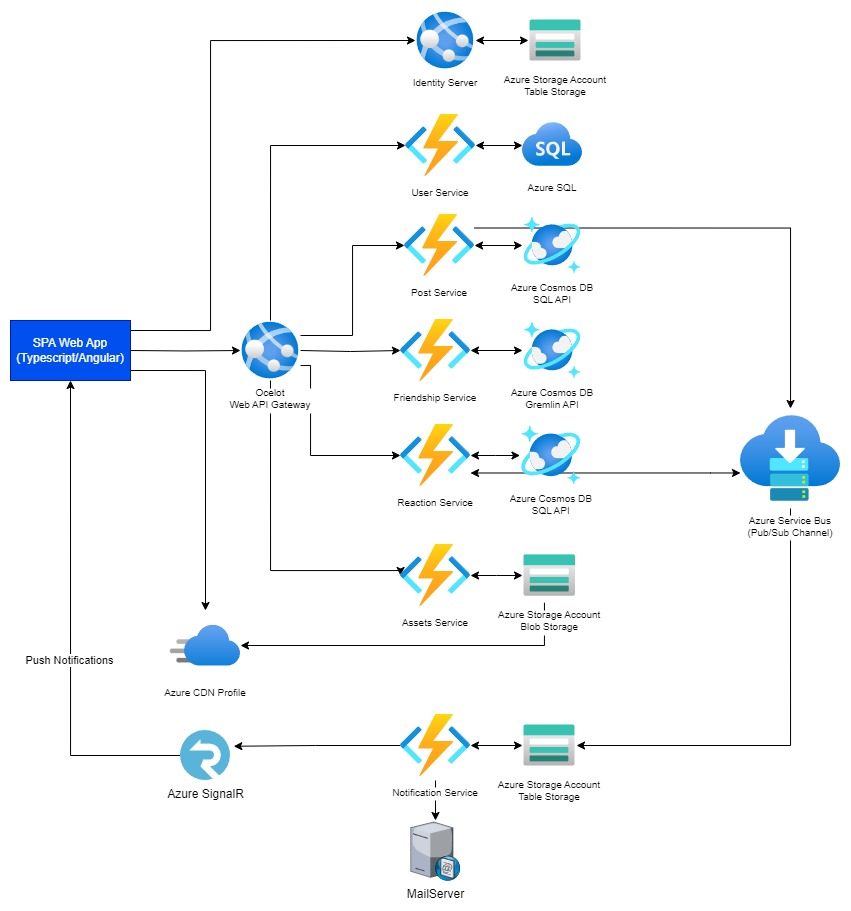 Identity Server
Azure Storage Account
Table Storage
User Service
SQL
Azure SQL
Post Service
Azure Cosmos DB
SQL API
SPA Web App
(Typescript/Angular)
Ocelot
Web API Gateway
Friendship Service
Azure Cosmos DB
Gremlin API
Reaction Service
Azure Cosmos DB
SQL API
Azure Service Bus
(Pub/Sub Channel)
Assets Service
Azure Storage Account
Blob Storage
Push Notifications
Azure CDN Profile
Azure SignalR
Notification Service
Azure Storage Account
Table Storage
MailServer